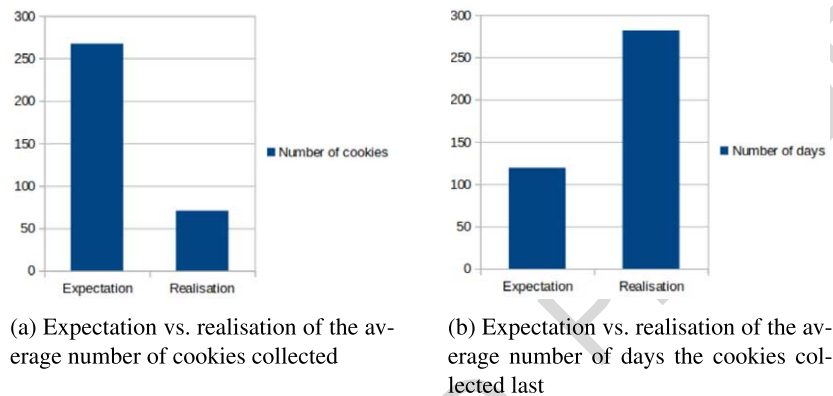 300
250
200
150
100
50
0
Expectation
Realisation
Number of cookies
(a) Expectation vs. realisation of the av-
erage number of cookies collected
300
250
200
150
100
50
0
Expectation
Realisation
Number of days
(b) Expectation vs. realisation of the av-
erage number of days the cookies col-
lected last